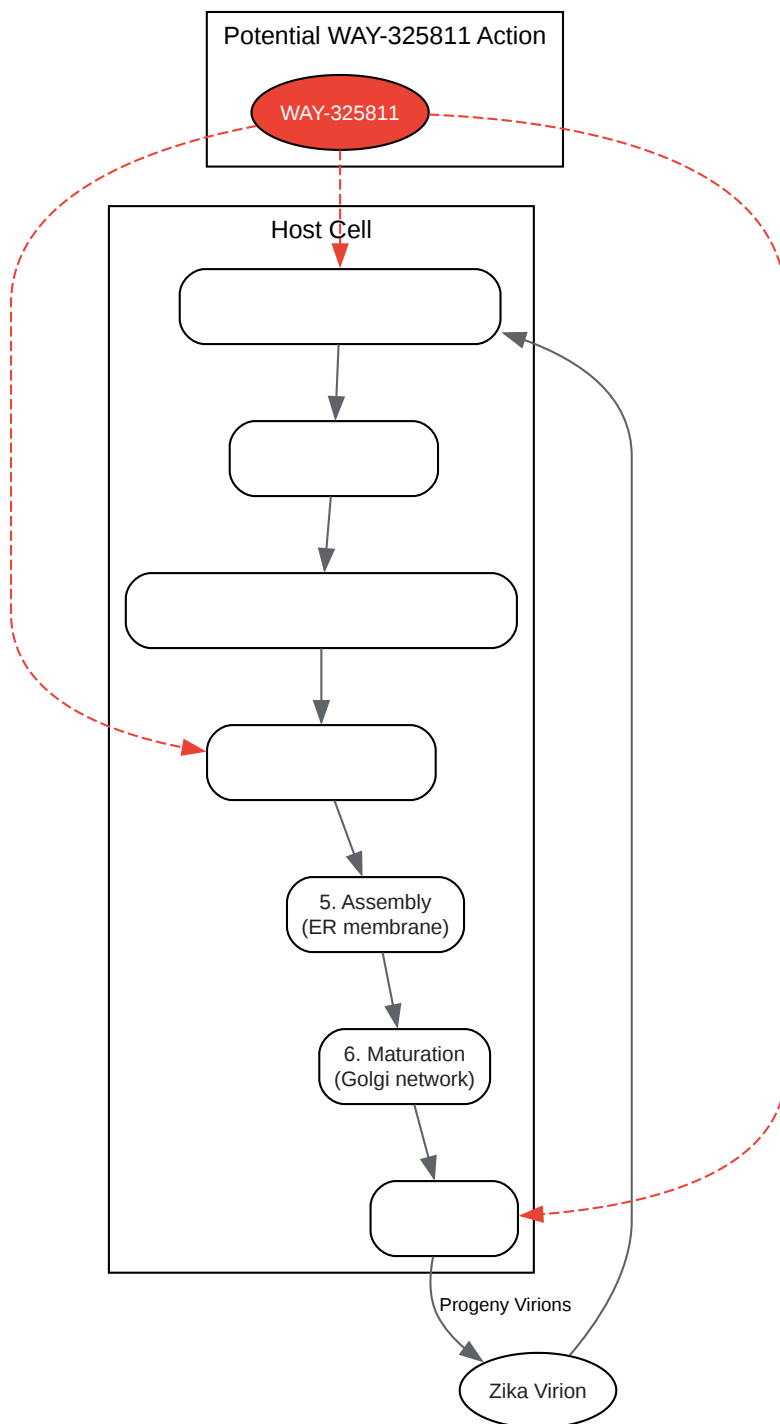 Potential WAY-325811 Action
WAY-325811
Host Cell
5. Assembly
(ER membrane)
6. Maturation
(Golgi network)
Progeny Virions
Zika Virion